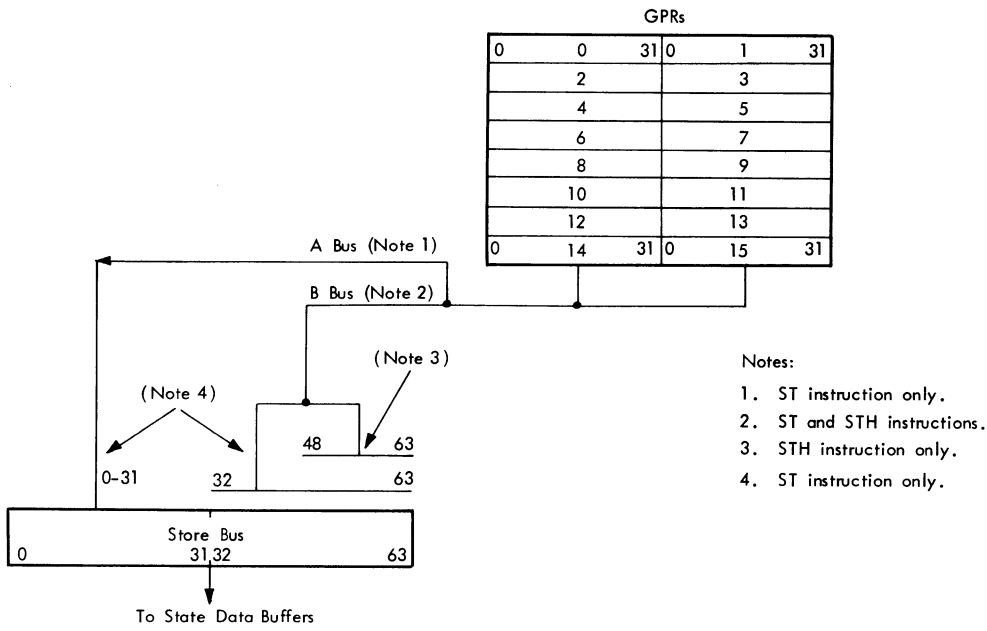 GPRs
0 0 31 0 1 31
2 3
4 5
6 7
8 9
10 11
12 13
0 14 31 0 15 31
A Bus (Note 1)
B Bus (Note 2)
(Note 3)
(Note 4)
48 63
0-31
32 63
Store Bus
0 31,32 63
To State Data Buffers
Notes:
1. ST instruction only.
2. ST and STH instructions.
3. STH instruction only.
4. ST instruction only.